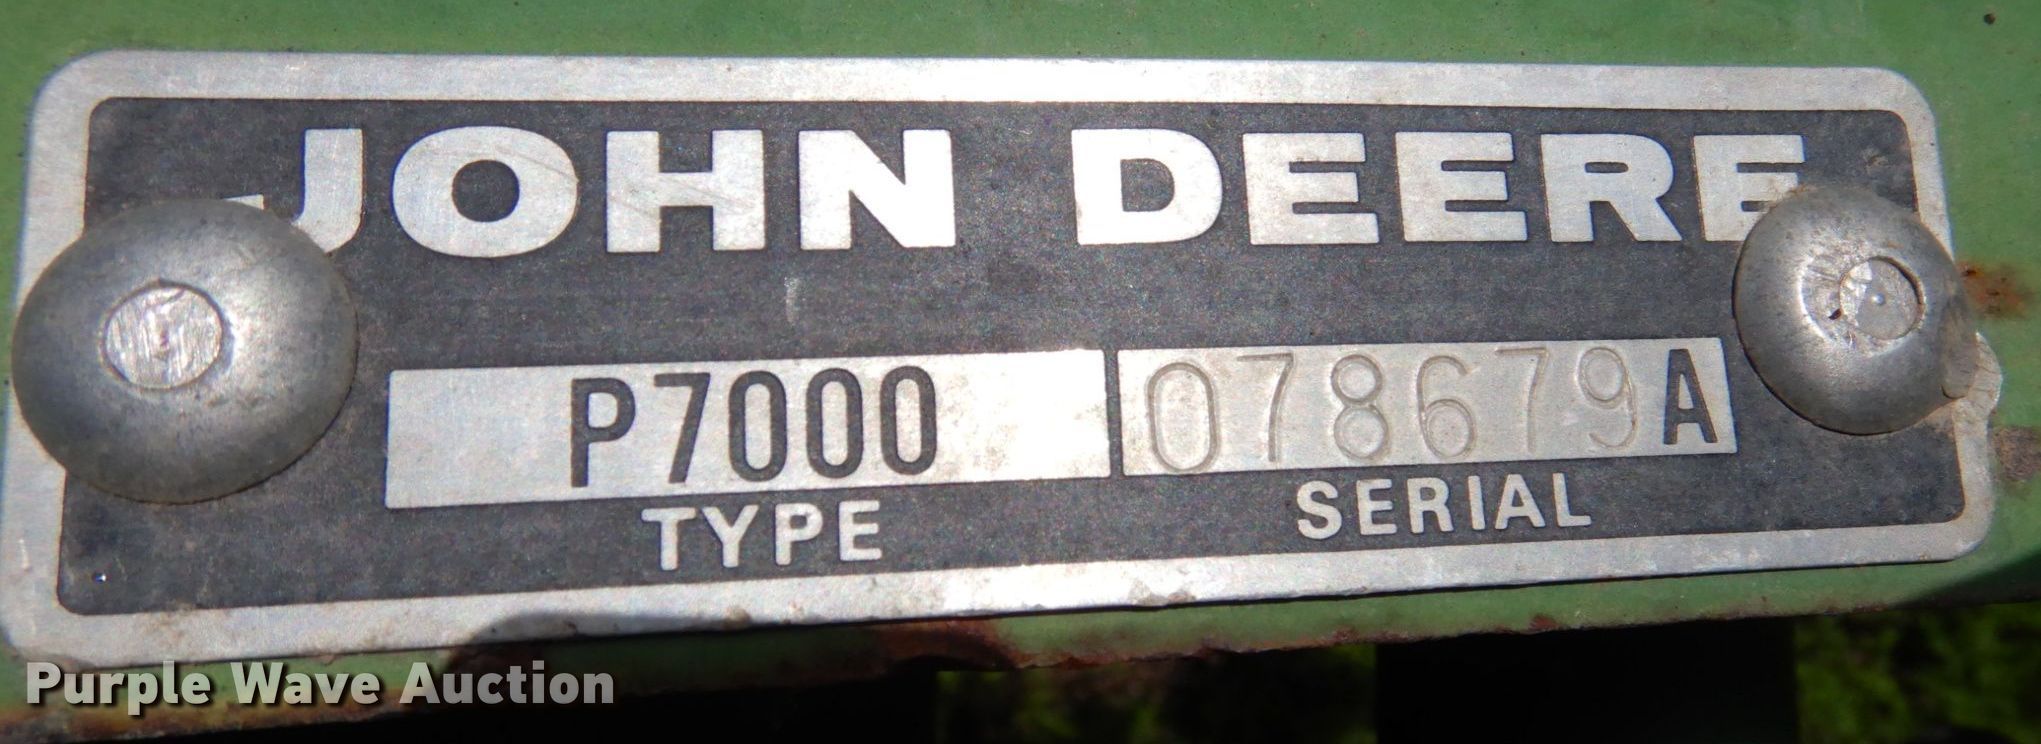 JOHN DEERE
P7000 078679A
TYPE SERIAL
Purple Wave Auction